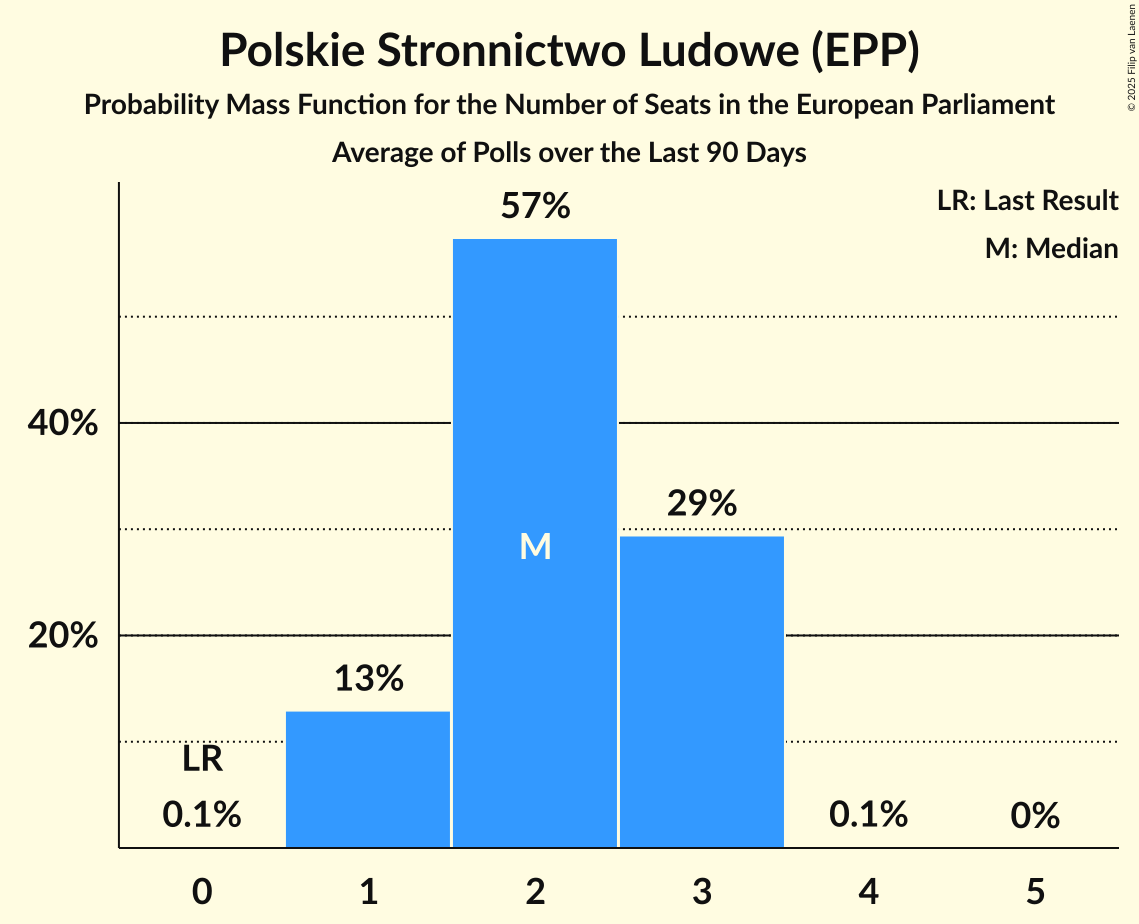 Polskie Stronnictwo Ludowe (EPP)
Probability Mass Function for the Number of Seats in the European Parliament
Average of Polls over the Last 90 Days
© 2025 Filip van Laenen
LR: Last Result
M: Median
57%
40%
29%
M
20%
13%
LR
0.1%
0.1%
0%
0 1 2 3 4 5